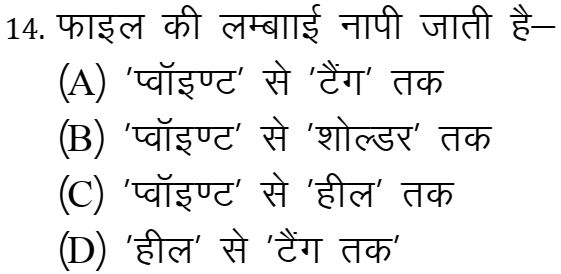 14. फाइल की लम्बााई नापी जाती है–
(A) ’प्वॉइण्ट’ से ’टैंग’ तक
(B) ’प्वॉइण्ट’ से ’शोल्डर’ तक
(C) ’प्वॉइण्ट’ से ’हील’ तक
(D) ’हील’ से ’टैंग तक’